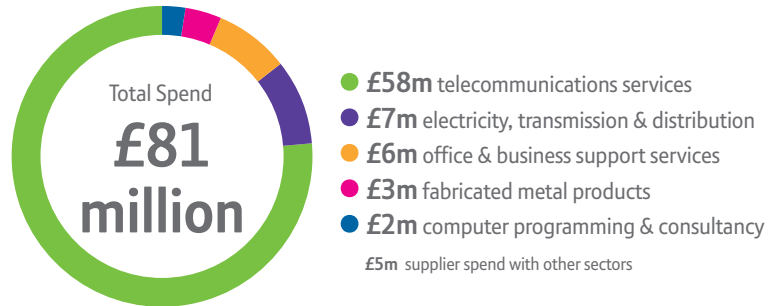 Total Spend
£81
million
£58m telecommunications services
£7m electricity, transmission & distribution
£6m office & business support services
£3m fabricated metal products
£2m computer programming & consultancy
£5m supplier spend with other sectors